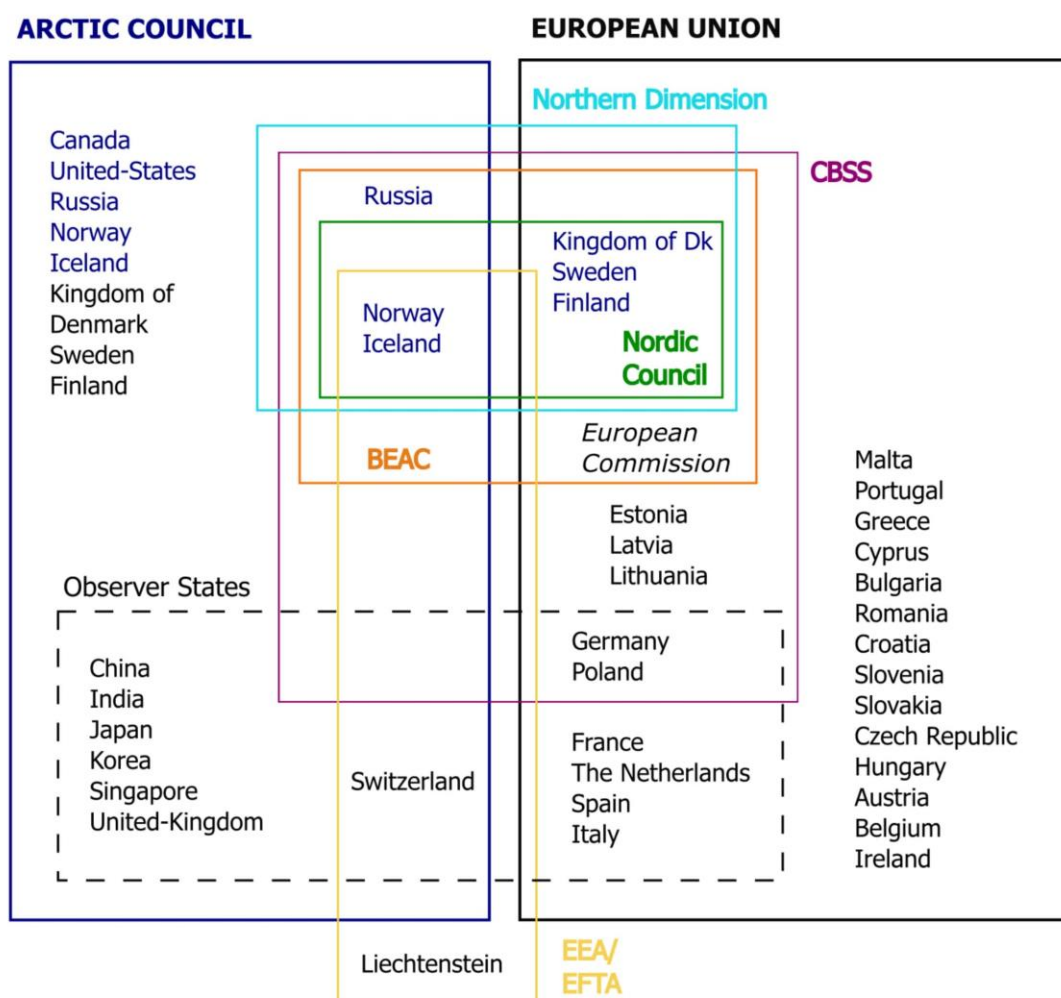 ARCTIC COUNCIL
EUROPEAN UNION
Northern Dimension
CBSS
Canada
United-States
Russia
Norway
Iceland
Kingdom of
Denmark
Sweden
Finland
Russia
Kingdom of Dk
Sweden
Finland
Norway
Iceland
Nordic
Council
BEAC
European
Commission
Estonia
Latvia
Lithuania
Malta
Portugal
Greece
Cyprus
Bulgaria
Romania
Croatia
Slovenia
Slovakia
Czech Republic
Hungary
Austria
Belgium
Ireland
Observer States
China
India
Japan
Korea
Singapore
United-Kingdom
Switzerland
Germany
Poland
France
The Netherlands
Spain
Italy
Liechtenstein
EEA/
EFTA